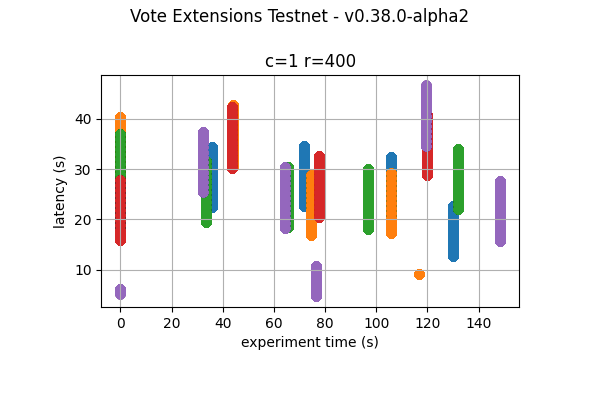 Vote Extensions Testnet - v0.38.0-alpha2
c=1 r=400
latency (s)
40
30
20
10
0 20 40 60 80 100 120 140
experiment time (s)